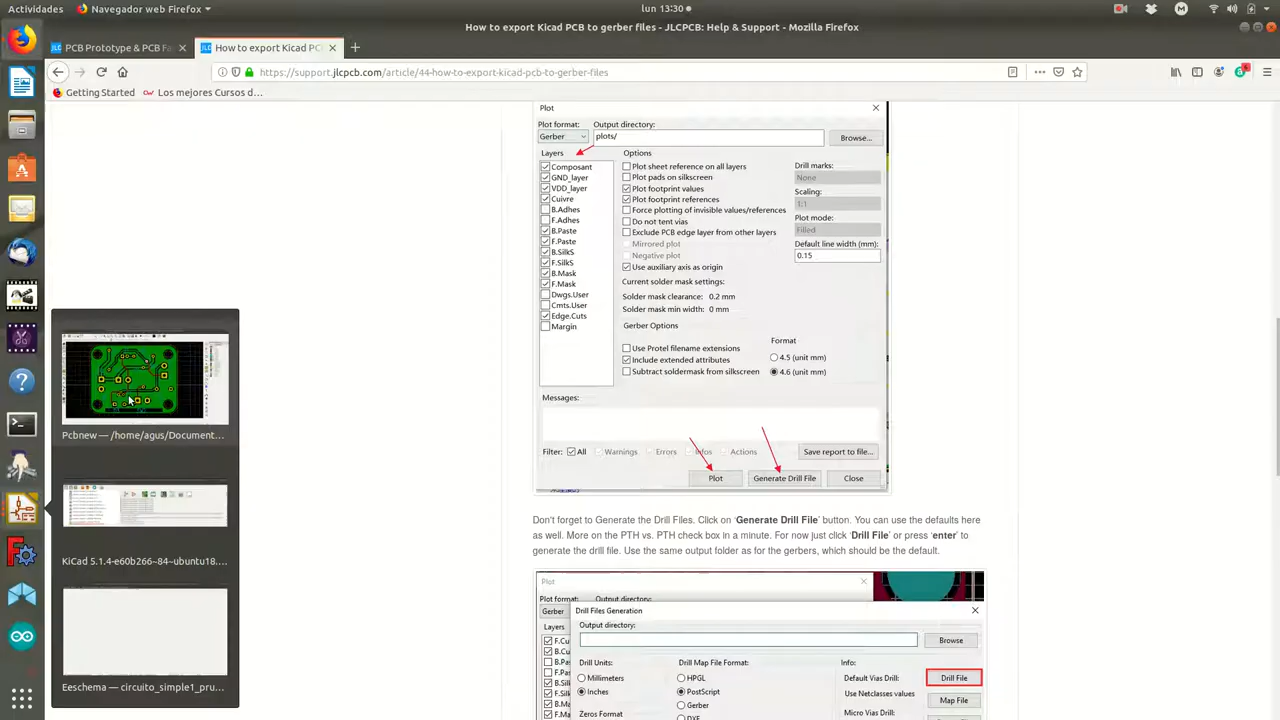 Actividades
Navegador web Firefox
lun 13:30
How to export Kicad PCB to gerber files - JLCPCB: Help & Support - Mozilla Firefox
JLC PCB Prototype & PCB Fa
JLC How to export Kicad PC
https://support.jlcpcb.com/article/44-how-to-export-kicad-pcb-to-gerber-files
Getting Started
Los mejores Cursos d...
Plot
Plot format:
Output directory:
Gerber
plots/
Browse...
Layers
Options
Drill marks:
Composant
Plot sheet reference on all layers
None
GND_layer
Plot pads on silkscreen
Scaling:
VDD_layer
Plot footprint values
1:1
Cuivre
Plot footprint references
B.Adhes
Force plotting of invisible values/references
Plot mode:
F.Adhes
Do not tent vias
Filled
B.Paste
Exclude PCB edge layer from other layers
F.Paste
Mirrored plot
Default line width (mm):
B.SilkS
Negative plot
0.15
F.SilkS
Use auxiliary axis as origin
B.Mask
Current solder mask settings:
F.Mask
Solder mask clearance: 0.2 mm
Dwgs.User
Solder mask min width: 0 mm
Cmts.User
Edge.Cuts
Gerber Options
Margin
Format
Use Protel filename extensions
4.5 (unit mm)
Include extended attributes
4.6 (unit mm)
Subtract soldermask from silkscreen
Messages:
Filter:
All
Warnings
Errors
Infos
Actions
Save report to file...
Plot
Generate Drill File
Close
Don't forget to Generate the Drill Files. Click on 'Generate Drill File' button. You can use the defaults here
as well. More on the PTH vs. PTH check box in a minute. For now just click 'Drill File' or press 'enter' to
generate the drill file. Use the same output folder as for the gerbers, which should be the default.
Plot
Plot format:
Output directory:
Gerber
Layers
Drill Files Generation
Output directory:
Browse
Drill Units:
Drill Map File Format:
Info:
Millimeters
HPGL
Default Vias Drill:
Drill File
Inches
PostScript
Use Netclasses values
Gerber
Map File
Zeros Format
Micro Vias Drill:
DXF
F.Cu
B.Cu
B.Pa
F.Pa
B.Sil
F.Sil
B.Ma
F.Ma
Pcbnew — /home/agus/Document...
KiCad 5.1.4-e60b266~84~ubuntu18....
Eeschema — circuito_simple1_pru...